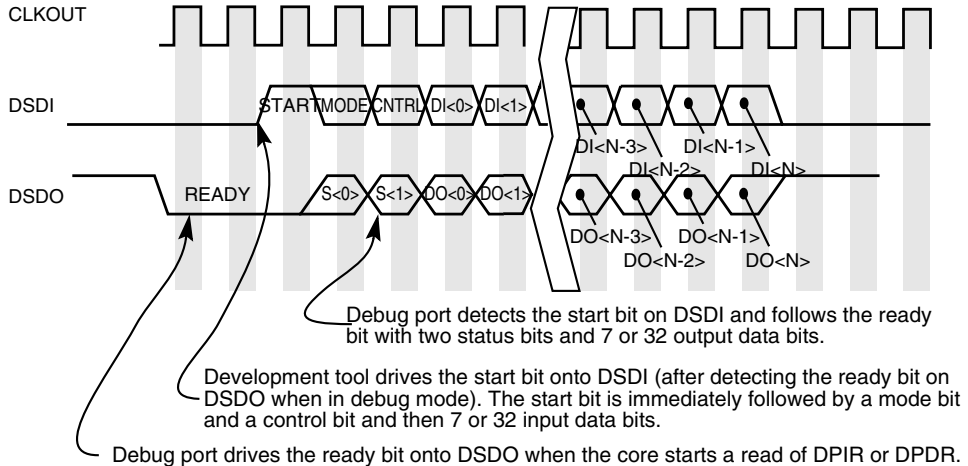 CLKOUT
DSDI
START MODE CNTRL DI<0> DI<1>
DI<N-3>
DI<N-2>
DI<N-1>
DI<N>
DSDO
READY
S<0> S<1> DO<0> DO<1>
DO<N-3>
DO<N-2>
DO<N-1>
DO<N>
Debug port detects the start bit on DSDI and follows the ready
bit with two status bits and 7 or 32 output data bits.
Development tool drives the start bit onto DSDI (after detecting the ready bit on
DSDO when in debug mode). The start bit is immediately followed by a mode bit
and a control bit and then 7 or 32 input data bits.
Debug port drives the ready bit onto DSDO when the core starts a read of DPIR or DPDR.